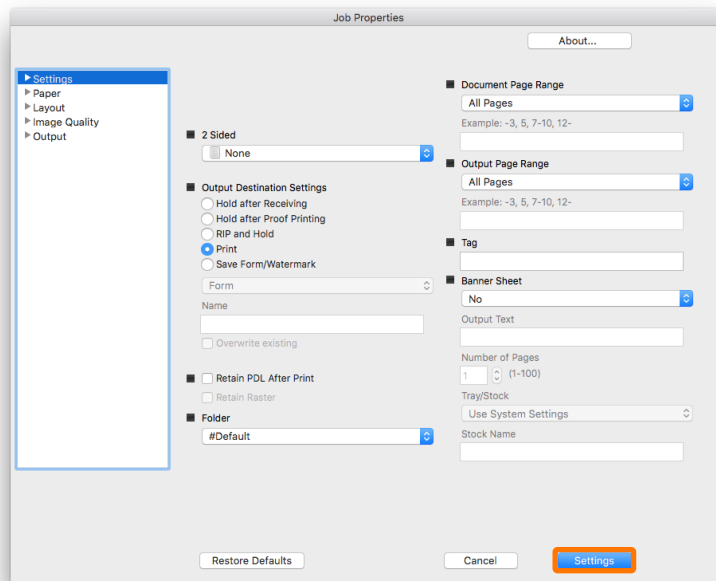 Job Properties
About...
Settings
Paper
Layout
Image Quality
Output
2 Sided
None
Output Destination Settings
Hold after Receiving
Hold after Proof Printing
RIP and Hold
Print
Save Form/Watermark
Form
Name
Overwrite existing
Retain PDL After Print
Retain Raster
Folder
#Default
Document Page Range
All Pages
Example: -3, 5, 7-10, 12-
Output Page Range
All Pages
Example: -3, 5, 7-10, 12-
Tag
Banner Sheet
No
Output Text
Number of Pages
1 (1-100)
Tray/Stock
Use System Settings
Stock Name
Restore Defaults
Cancel
Settings